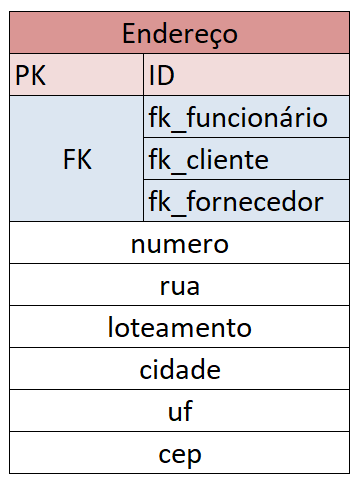 Endereço
PK ID
fk_funcionário
FK fk_cliente
fk_fornecedor
numero
rua
loteamento
cidade
uf
cep